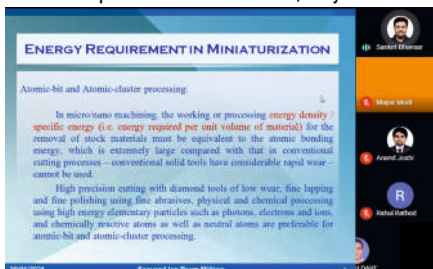 ENERGY REQUIREMENT IN MINIATURIZATION
Atomic-bit and Atomic-cluster processing:
In micro/nano machining, the working or processing energy density /
specific energy (i.e. energy required per unit volume of material) for the
removal of stock materials must be equivalent to the atomic bonding
energy, which is extremely large compared with that in conventional
cutting processes – conventional solid tools have considerable rapid wear –
cannot be used.
High precision cutting with diamond tools of low wear, fine lapping
and fine polishing using fine abrasives, physical and chemical processing
using high energy elementary particles such as photons, electrons and ions,
and chemically reactive atoms as well as neutral atoms are preferable for
atomic-bit and atomic-cluster processing.
Sanket Bhavsar
Mayur Modi
Anand Joshi
R
Rahul Rathod